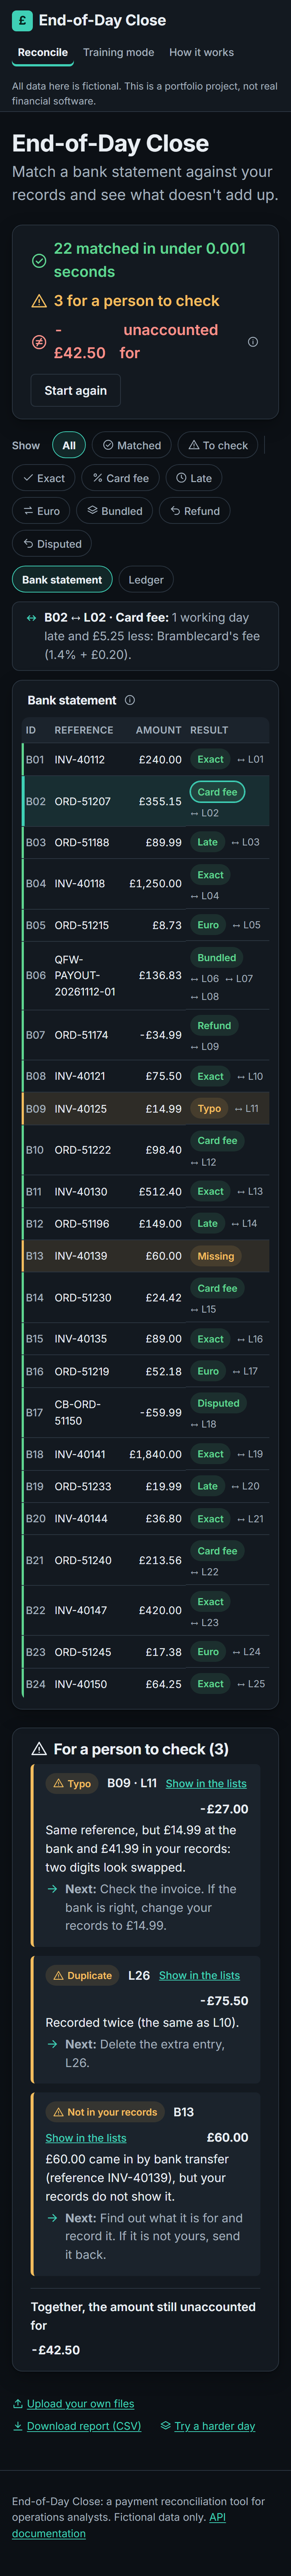 £ End-of-Day Close
Reconcile Training mode How it works
All data here is fictional. This is a portfolio project, not real
financial software.
End-of-Day Close
Match a bank statement against your
records and see what doesn't add up.
22 matched in under 0.001
seconds
3 for a person to check
-£42.50 unaccounted for
Start again
Show All Matched To check
Exact Card fee Late
Euro Bundled Refund
Disputed
Bank statement Ledger
↔ B02 ↔ L02 · Card fee: 1 working day
late and £5.25 less: Bramblecard's fee
(1.4% + £0.20).
Bank statement
ID REFERENCE AMOUNT RESULT
B01 INV-40112 £240.00 Exact ↔ L01
B02 ORD-51207 £355.15 Card fee ↔ L02
B03 ORD-51188 £89.99 Late ↔ L03
B04 INV-40118 £1,250.00 Exact ↔ L04
B05 ORD-51215 £8.73 Euro ↔ L05
B06 QFW-PAYOUT-20261112-01 £136.83 Bundled ↔ L06 ↔ L07 ↔ L08
B07 ORD-51174 -£34.99 Refund ↔ L09
B08 INV-40121 £75.50 Exact ↔ L10
B09 INV-40125 £14.99 Typo ↔ L11
B10 ORD-51222 £98.40 Card fee ↔ L12
B11 INV-40130 £512.40 Exact ↔ L13
B12 ORD-51196 £149.00 Late ↔ L14
B13 INV-40139 £60.00 Missing
B14 ORD-51230 £24.42 Card fee ↔ L15
B15 INV-40135 £89.00 Exact ↔ L16
B16 ORD-51219 £52.18 Euro ↔ L17
B17 CB-ORD-51150 -£59.99 Disputed ↔ L18
B18 INV-40141 £1,840.00 Exact ↔ L19
B19 ORD-51233 £19.99 Late ↔ L20
B20 INV-40144 £36.80 Exact ↔ L21
B21 ORD-51240 £213.56 Card fee ↔ L22
B22 INV-40147 £420.00 Exact ↔ L23
B23 ORD-51245 £17.38 Euro ↔ L24
B24 INV-40150 £64.25 Exact ↔ L25
For a person to check (3)
Typo B09 · L11 Show in the lists
-£27.00
Same reference, but £14.99 at the
bank and £41.99 in your records:
two digits look swapped.
→ Next: Check the invoice. If the
bank is right, change your
records to £14.99.
Duplicate L26 Show in the lists
-£75.50
Recorded twice (the same as L10).
→ Next: Delete the extra entry,
L26.
Not in your records B13
Show in the lists £60.00
£60.00 came in by bank transfer
(reference INV-40139), but your
records do not show it.
→ Next: Find out what it is for and
record it. If it is not yours, send
it back.
Together, the amount still unaccounted
for
-£42.50
Upload your own files
Download report (CSV) Try a harder day
End-of-Day Close: a payment reconciliation tool for
operations analysts. Fictional data only. API
documentation